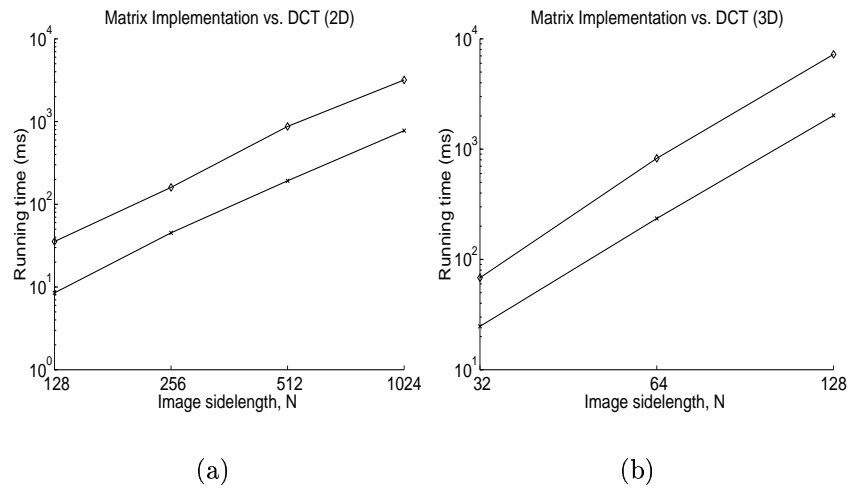 Matrix Implementation vs. DCT (2D)
10^4
10^3
10^2
10^1
10^0
Running time (ms)
128 256 512 1024
Image sidelength, N
(a)
Matrix Implementation vs. DCT (3D)
10^4
10^3
10^2
10^1
Running time (ms)
32 64 128
Image sidelength, N
(b)